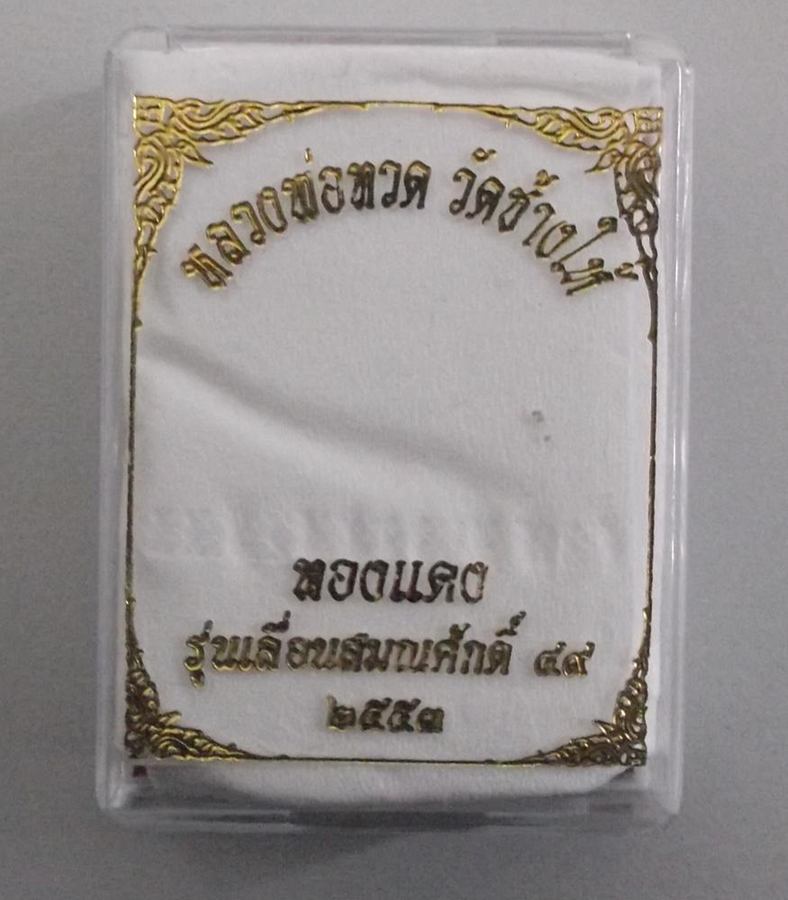 หลวงพ่อทวด วัดช้างให้
ทองแดง
รุ่นเลื่อนสมณศักดิ์ ๔๙
๒๕๕๓